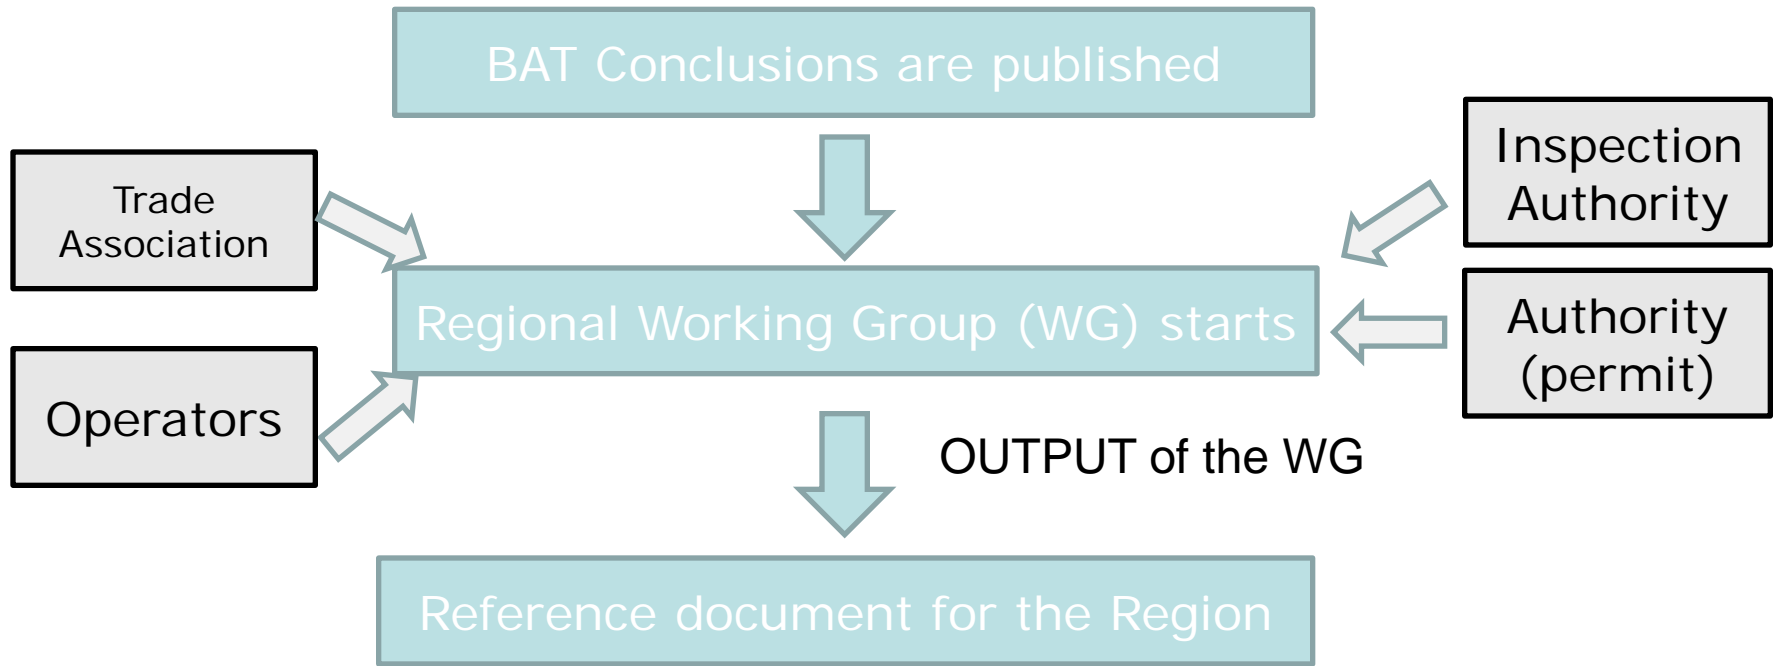 BAT Conclusions are published
Trade
Association
Inspection
Authority
Regional Working Group (WG) starts
Operators
Authority
(permit)
OUTPUT of the WG
Reference document for the Region